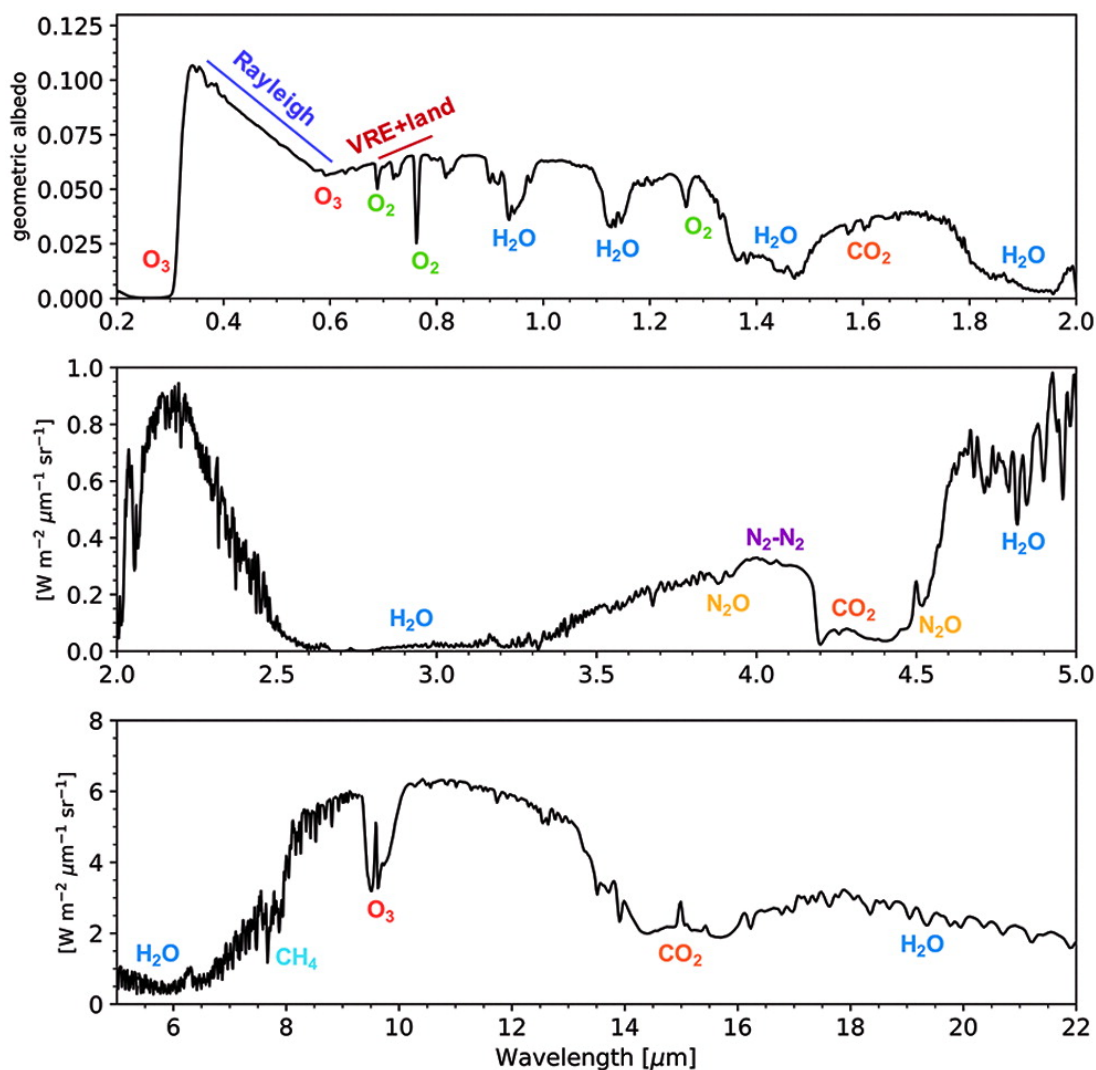 geometric albedo
0.125
0.100
0.075
0.050
0.025
0.000
Rayleigh
VRE+land
O₃
O₃
O₂
O₂
H₂O
H₂O
O₂
H₂O
CO₂
H₂O
0.2 0.4 0.6 0.8 1.0 1.2 1.4 1.6 1.8 2.0
[W m⁻² μm⁻¹ sr⁻¹]
1.0
0.8
0.6
0.4
0.2
0.0
H₂O
N₂-N₂
N₂O
CO₂
N₂O
H₂O
2.0 2.5 3.0 3.5 4.0 4.5 5.0
[W m⁻² μm⁻¹ sr⁻¹]
8
6
4
2
0
H₂O
CH₄
O₃
CO₂
H₂O
6 8 10 12 14 16 18 20 22
Wavelength [μm]